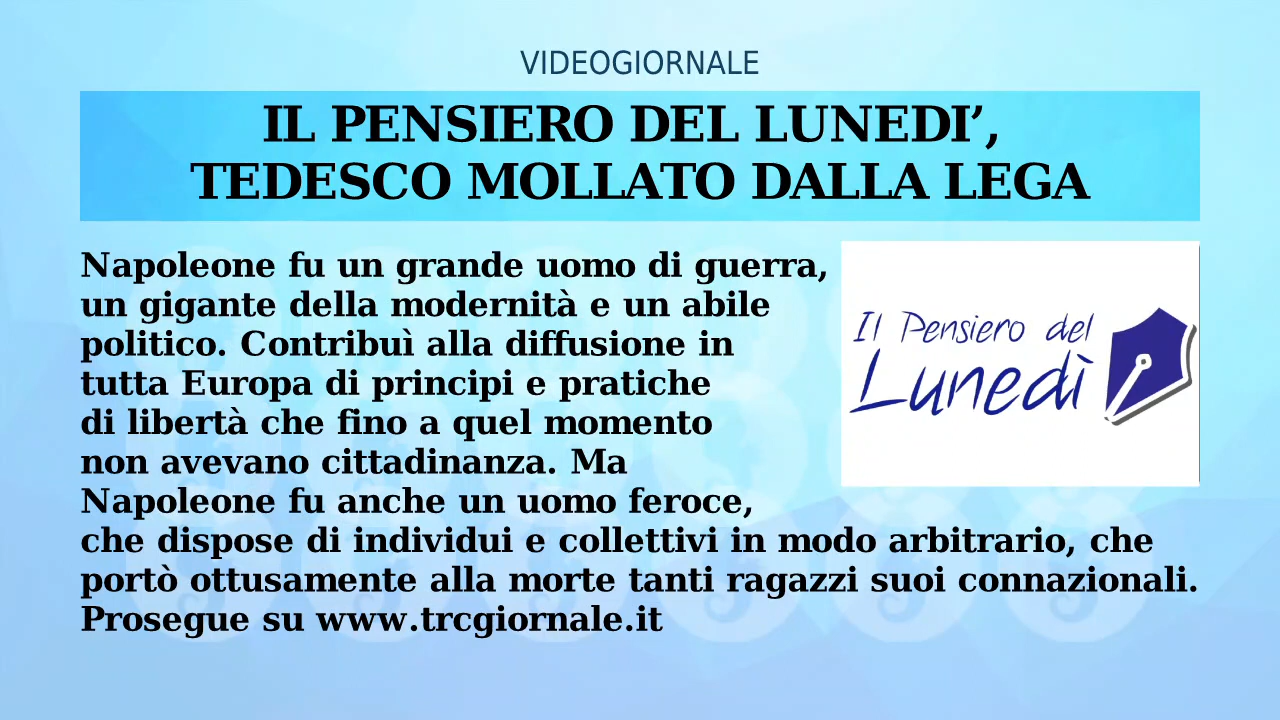 VIDEOGIORNALE
IL PENSIERO DEL LUNEDI’,
TEDESCO MOLLATO DALLA LEGA
Napoleone fu un grande uomo di guerra,
un gigante della modernità e un abile
politico. Contribuì alla diffusione in
tutta Europa di principi e pratiche
di libertà che fino a quel momento
non avevano cittadinanza. Ma
Napoleone fu anche un uomo feroce,
che dispose di individui e collettivi in modo arbitrario, che
portò ottusamente alla morte tanti ragazzi suoi connazionali.
Prosegue su www.trcgiornale.it
Il Pensiero del
Lunedì